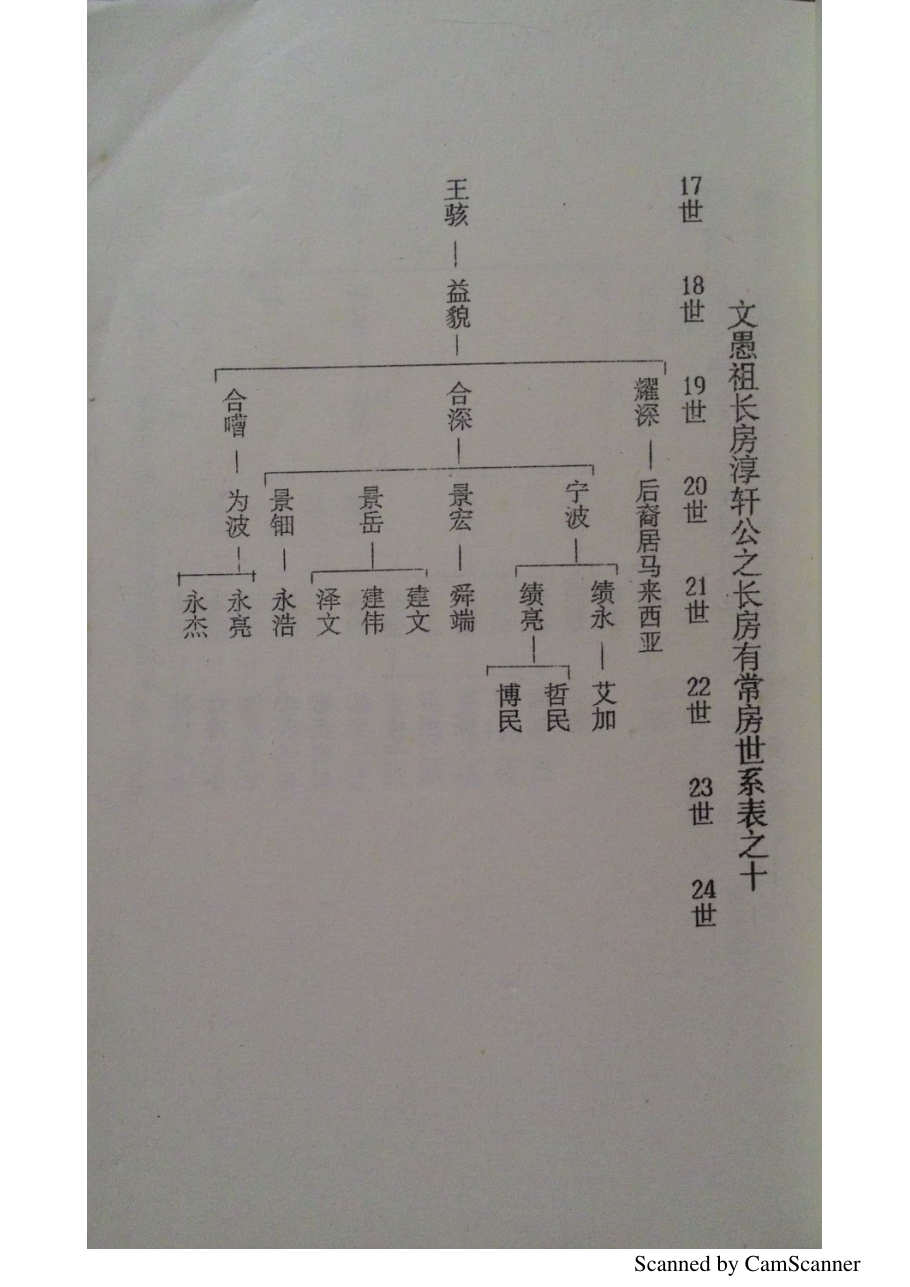 文愚祖长房淳轩公之长房有常房世系表之十
17世 18世 19世 20世 21世 22世 23世 24世
耀深 后裔居马来西亚
绩永 艾加
宁波
哲民
绩亮
博民
王骇 益貌 合深 景宏 舜端
建文
景岳 建伟
泽文
景钿 永浩
合嘈 为波 永亮
永杰
Scanned by CamScanner